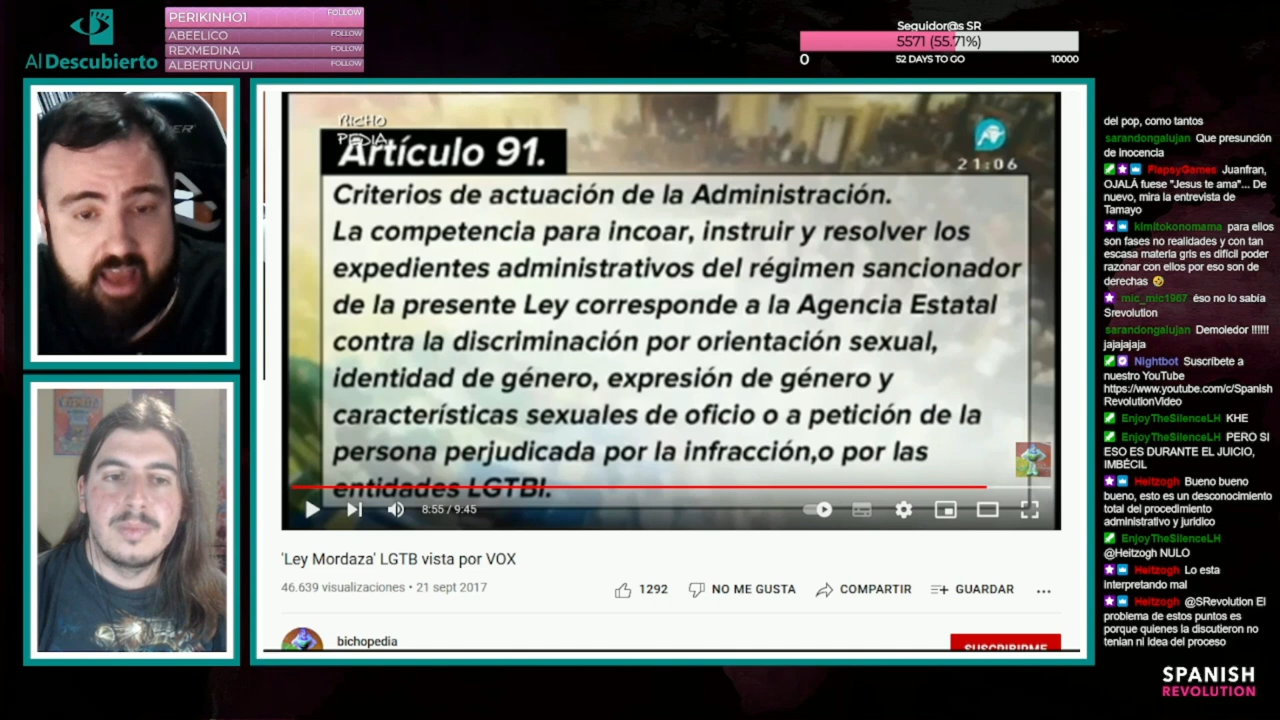 Al Descubierto
PERIKINHO1 FOLLOW
ABEELICO FOLLOW
REXMEDINA FOLLOW
ALBERTUNGUI FOLLOW
Seguidor@s SR
5571 (55.71%)
0 52 DAYS TO GO 10000
BICHO
PEDIA
Artículo 91.
21:06
Criterios de actuación de la Administración.
La competencia para incoar, instruir y resolver los
expedientes administrativos del régimen sancionador
de la presente Ley corresponde a la Agencia Estatal
contra la discriminación por orientación sexual,
identidad de género, expresión de género y
características sexuales de oficio o a petición de la
persona perjudicada por la infracción,o por las
entidades LGTBI.
8:55 / 9:45
'Ley Mordaza' LGTB vista por VOX
46.639 visualizaciones • 21 sept 2017
1292 NO ME GUSTA COMPARTIR GUARDAR ...
bichopedia
SUSCRIBIRME
del pop, como tantos
sarandongalujan Que presunción
de inocencia
FlapsyGames Juanfran,
OJALÁ fuese "Jesus te ama"... De
nuevo, mira la entrevista de
Tamayo
kimitokonomama para ellos
son fases no realidades y con tan
escasa materia gris es difícil poder
razonar con ellos por eso son de
derechas 🤣
mic_mic1967 éso no lo sabía
Srevolution
sarandongalujan Demoledor !!!!!!
jajajajaja
Nightbot Suscríbete a
nuestro YouTube
https://www.youtube.com/c/Spanish
RevolutionVideo
EnjoyTheSilenceLH KHE
EnjoyTheSilenceLH PERO SI
ESO ES DURANTE EL JUICIO,
IMBÉCIL
Heitzogh Bueno bueno
bueno, esto es un desconocimiento
total del procedimiento
administrativo y juridico
EnjoyTheSilenceLH
@Heitzogh NULO
Heitzogh Lo esta
interpretando mal
Heitzogh @SRevolution El
problema de estos puntos es
porque quienes la discutieron no
tenian ni idea del proceso
SPANISH
REVOLUTION